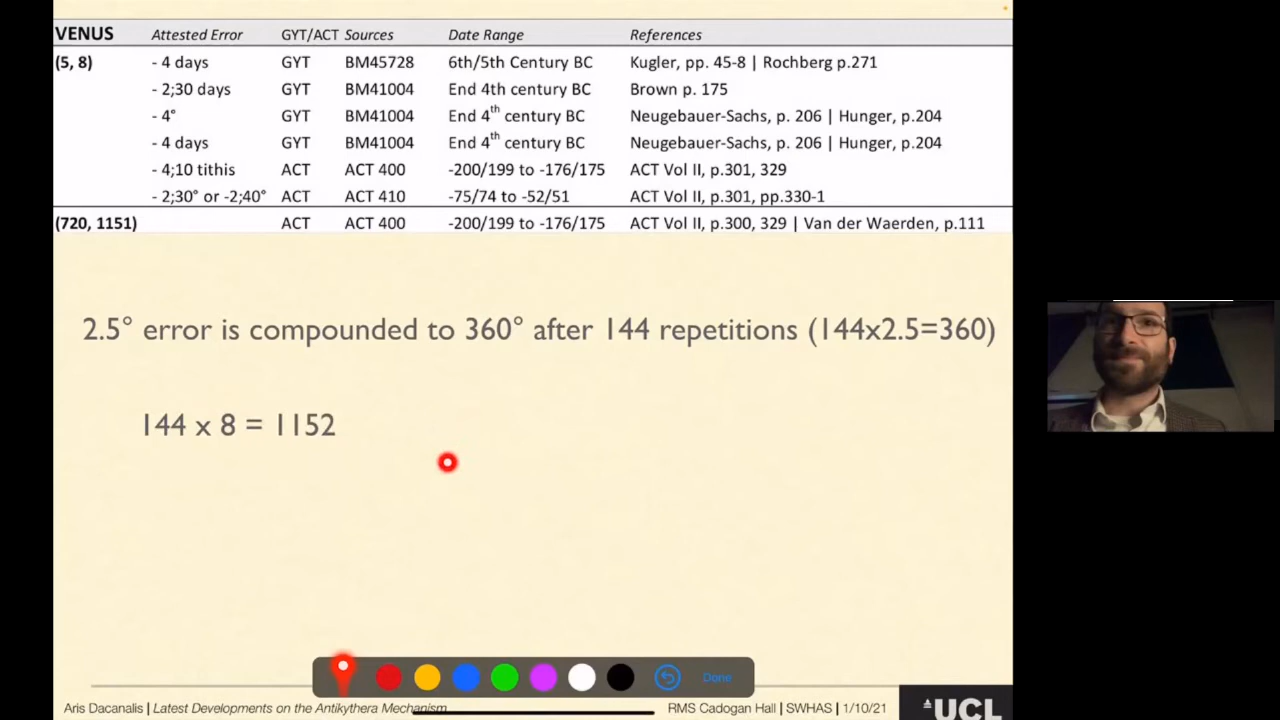 VENUS Attested Error GYT/ACT Sources Date Range References
(5, 8) - 4 days GYT BM45728 6th/5th Century BC Kugler, pp. 45-8 | Rochberg p.271
- 2;30 days GYT BM41004 End 4th century BC Brown p. 175
- 4° GYT BM41004 End 4th century BC Neugebauer-Sachs, p. 206 | Hunger, p.204
- 4 days GYT BM41004 End 4th century BC Neugebauer-Sachs, p. 206 | Hunger, p.204
- 4;10 tithis ACT ACT 400 -200/199 to -176/175 ACT Vol II, p.301, 329
- 2;30° or -2;40° ACT ACT 410 -75/74 to -52/51 ACT Vol II, p.301, pp.330-1
(720, 1151) ACT ACT 400 -200/199 to -176/175 ACT Vol II, p.300, 329 | Van der Waerden, p.111
2.5° error is compounded to 360° after 144 repetitions (144x2.5=360)
144 x 8 = 1152
Done
Aris Dacanalis | Latest Developments on the Antikythera Mechanism RMS Cadogan Hall | SWHAS | 1/10/21 UCL